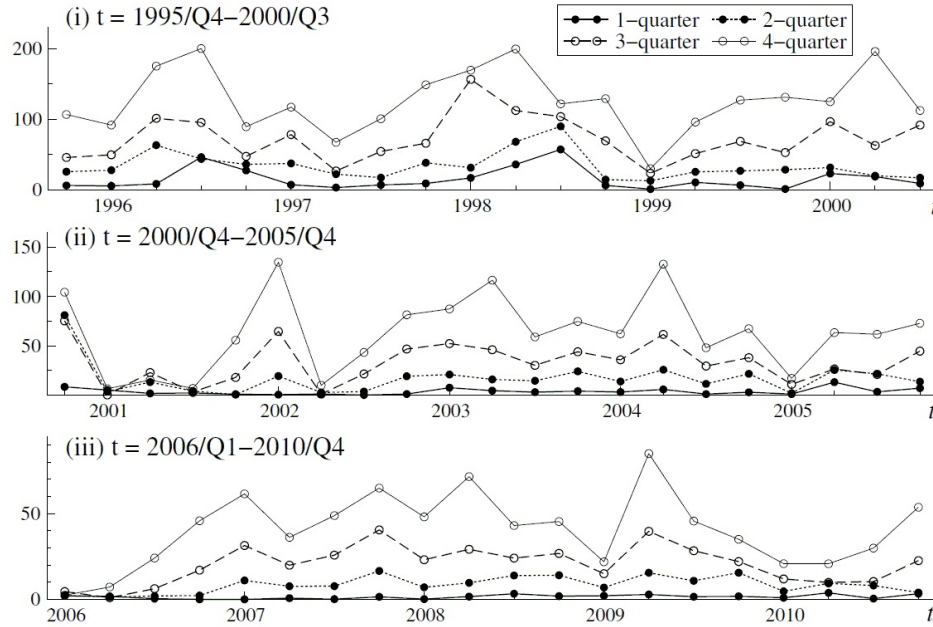 (i) t = 1995/Q4−2000/Q3
1−quarter 2−quarter
3−quarter 4−quarter
200
100
0
1996 1997 1998 1999 2000 t
(ii) t = 2000/Q4−2005/Q4
150
100
50
2001 2002 2003 2004 2005 t
(iii) t = 2006/Q1−2010/Q4
50
0
2006 2007 2008 2009 2010 t